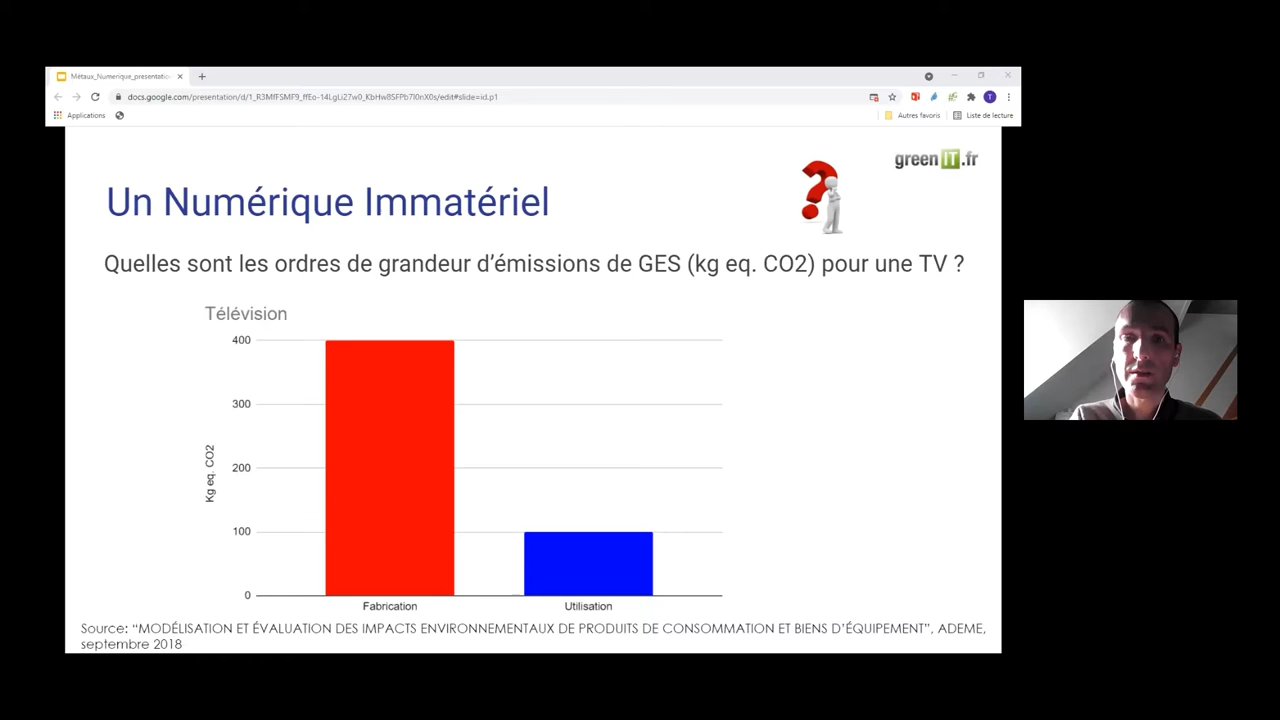 Métaux_Numerique_presentatio
docs.google.com/presentation/d/1_R3MfFSMF9_ffEo-14LgLi27w0_KbHw8SFPb7l0nX0s/edit#slide=id.p1
T
Applications
Autres favoris
Liste de lecture
greenIT.fr
Un Numérique Immatériel
?
Quelles sont les ordres de grandeur d'émissions de GES (kg eq. CO2) pour une TV ?
Télévision
400
300
200
100
0
Kg eq. CO2
Fabrication
Utilisation
Source: “MODÉLISATION ET ÉVALUATION DES IMPACTS ENVIRONNEMENTAUX DE PRODUITS DE CONSOMMATION ET BIENS D'ÉQUIPEMENT”, ADEME,
septembre 2018